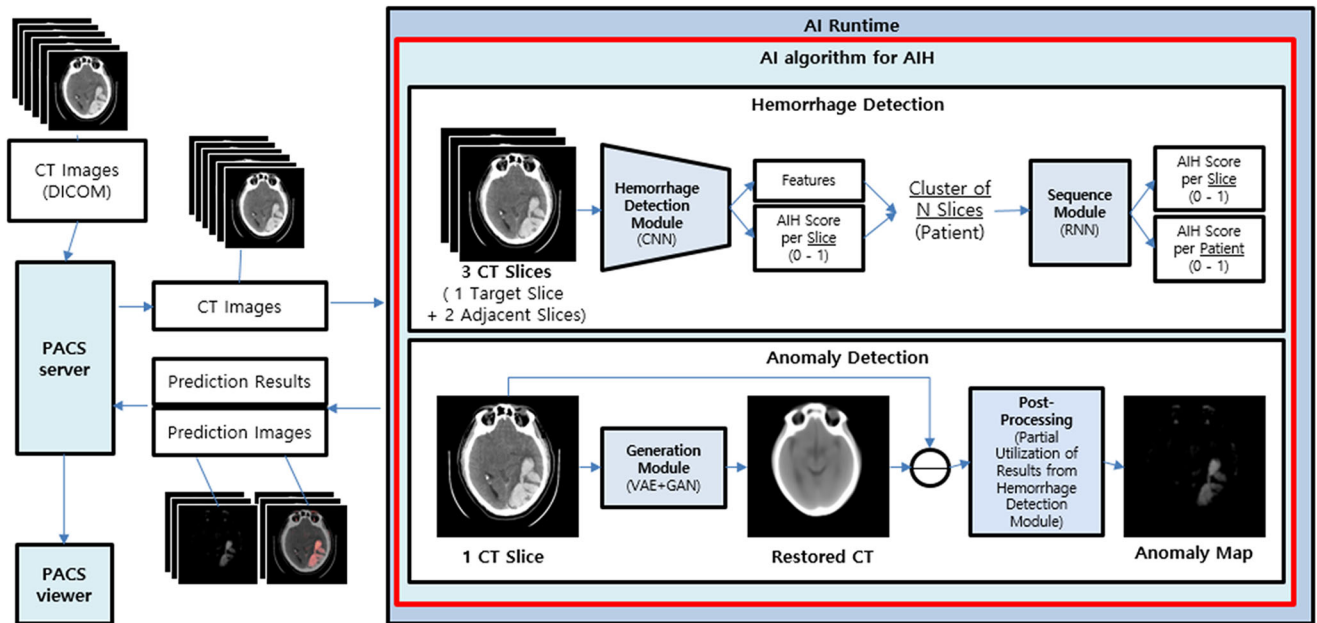 CT Images
(DICOM)
PACS
server
PACS
viewer
CT Images
Prediction Results
Prediction Images
AI Runtime
AI algorithm for AIH
Hemorrhage Detection
3 CT Slices
( 1 Target Slice
+ 2 Adjacent Slices)
Hemorrhage
Detection
Module
(CNN)
Features
AIH Score
per Slice
(0 - 1)
Cluster of
N Slices
(Patient)
Sequence
Module
(RNN)
AIH Score
per Slice
(0 - 1)
AIH Score
per Patient
(0 - 1)
Anomaly Detection
1 CT Slice
Generation
Module
(VAE+GAN)
Restored CT
Post-
Processing
(Partial
Utilization of
Results from
Hemorrhage
Detection
Module)
Anomaly Map